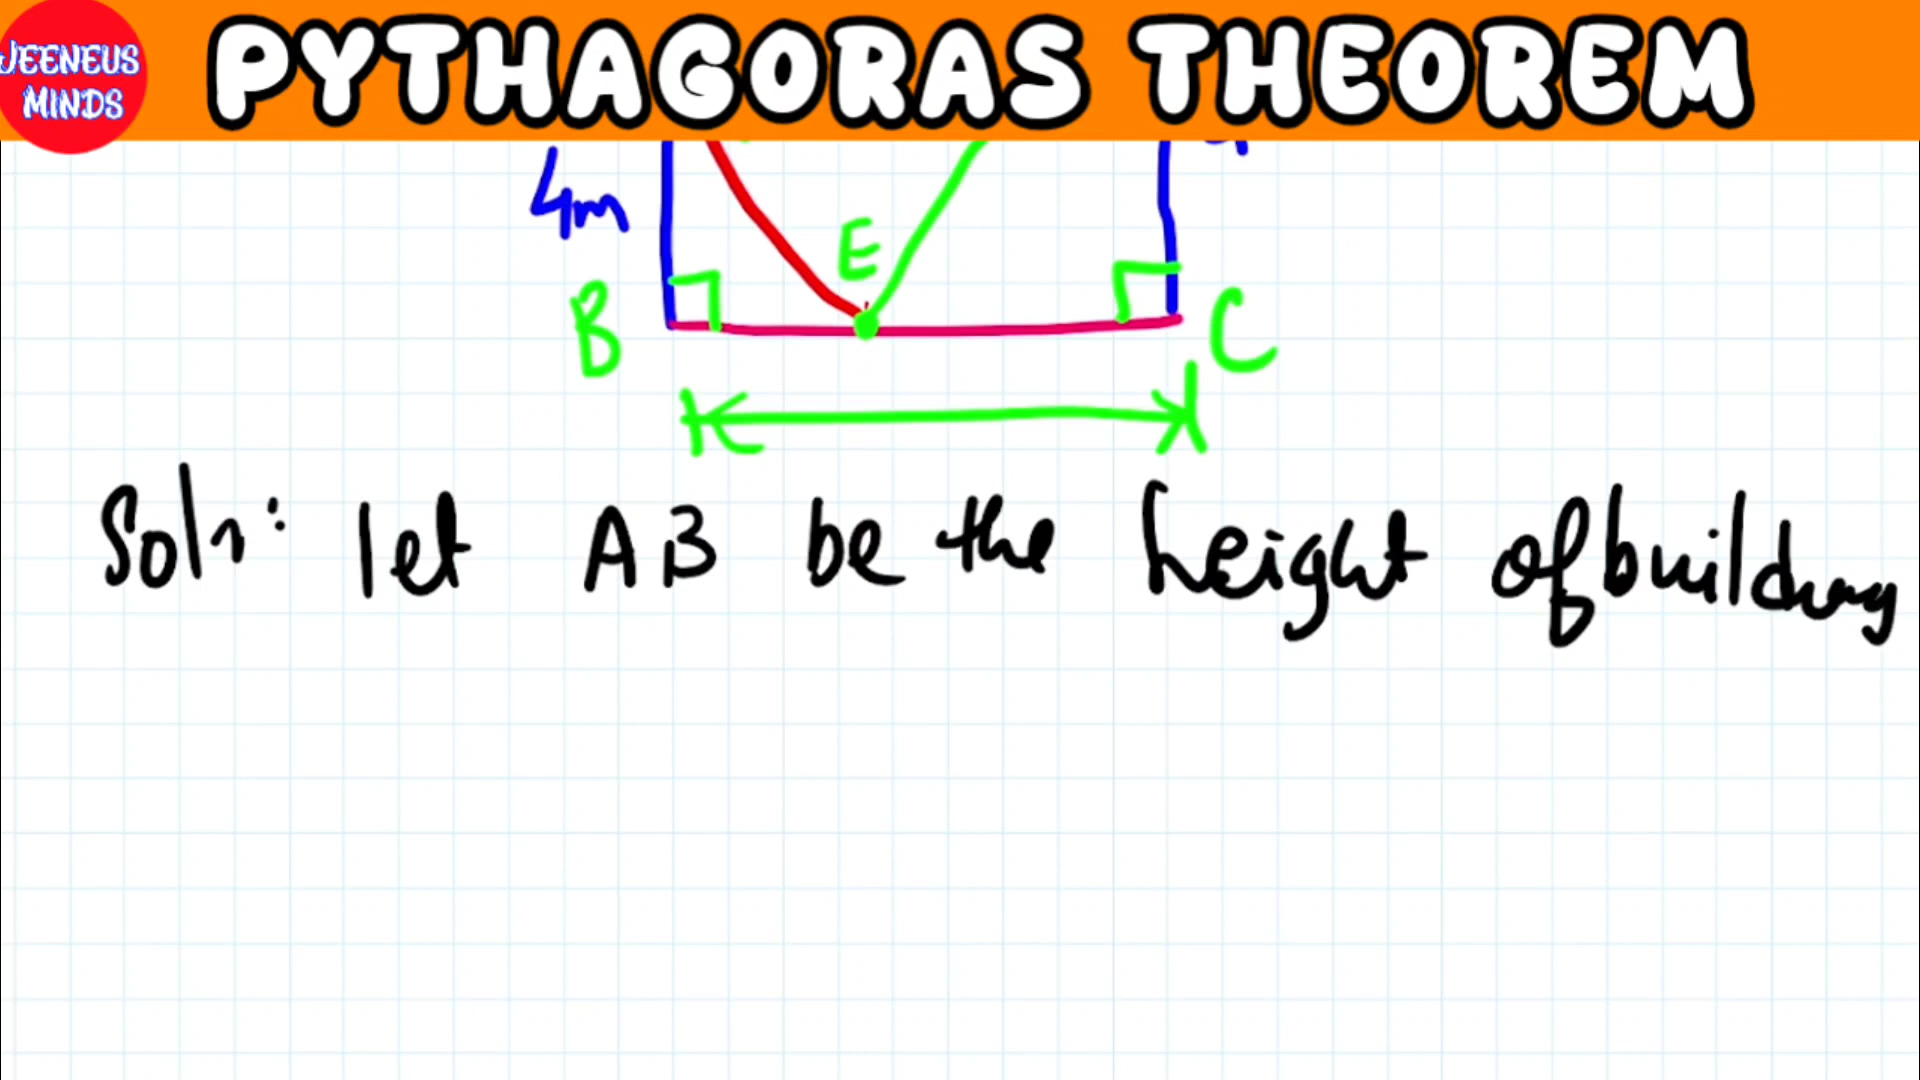 JEENEUS
MINDS
PYTHAGORAS THEOREM
4m
E
B
C
Soln: let AB be the height of building